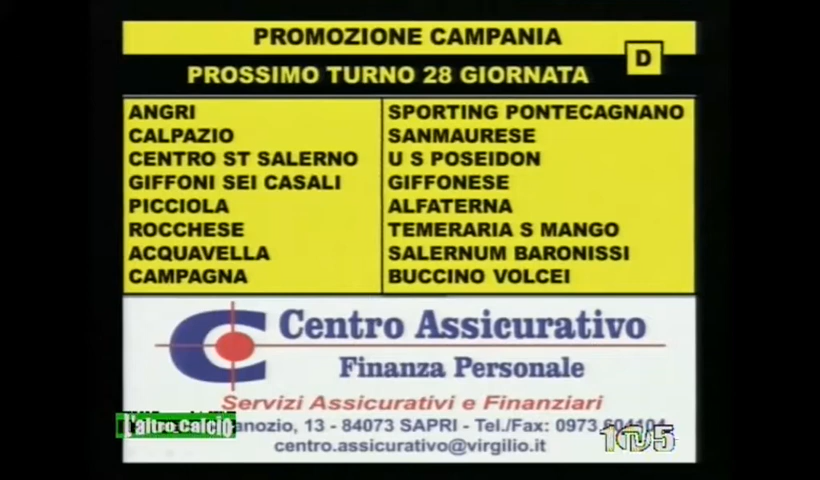 PROMOZIONE CAMPANIA
D
PROSSIMO TURNO 28 GIORNATA
ANGRI SPORTING PONTECAGNANO
CALPAZIO SANMAURESE
CENTRO ST SALERNO U S POSEIDON
GIFFONI SEI CASALI GIFFONESE
PICCIOLA ALFATERNA
ROCCHESE TEMERARIA S MANGO
ACQUAVELLA SALERNUM BARONISSI
CAMPAGNA BUCCINO VOLCEI
Centro Assicurativo
Finanza Personale
Servizi Assicurativi e Finanziari
13 - 84073 SAPRI - Tel./Fax: 0973
centro.assicurativo@virgilio.it
l'altro Calcio